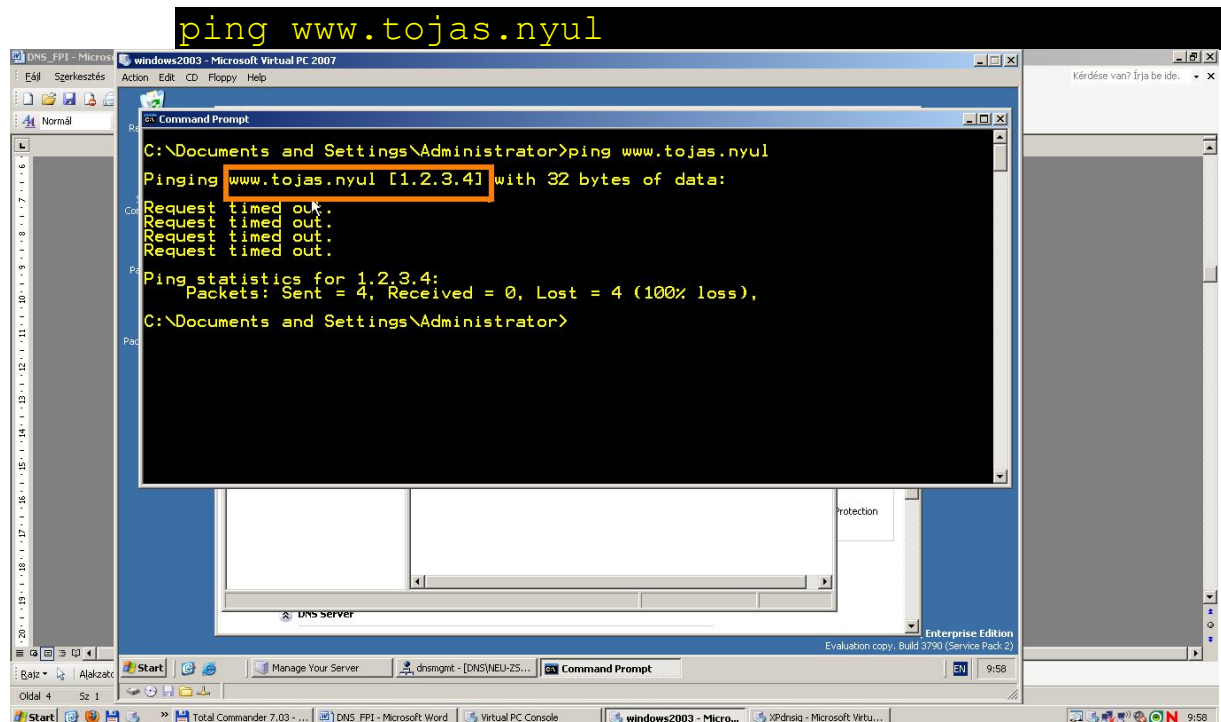 ping www.tojas.nyul
DNS_FPI - Micros
windows2003 - Microsoft Virtual PC 2007
Fájl Szerkesztés
Action Edit CD Floppy Help
Kérdése van? Írja be ide.
Normál
Command Prompt
C:\Documents and Settings\Administrator>ping www.tojas.nyul
Pinging www.tojas.nyul [1.2.3.4] with 32 bytes of data:
Request timed out.
Request timed out.
Request timed out.
Request timed out.
Ping statistics for 1.2.3.4:
Packets: Sent = 4, Received = 0, Lost = 4 (100% loss),
C:\Documents and Settings\Administrator>
Protection
DNS Server
Enterprise Edition
Evaluation copy. Build 3790 (Service Pack 2)
Start Manage Your Server dnsmgmt - [DNS\NEU-ZS... Command Prompt EN 9:58
Rajz Alakzatok
Oldal 4 Sz 1
Start Total Commander 7.03 - ... DNS_FPI - Microsoft Word Virtual PC Console windows2003 - Micro... XPdnsig - Microsoft Virtu... 9:58